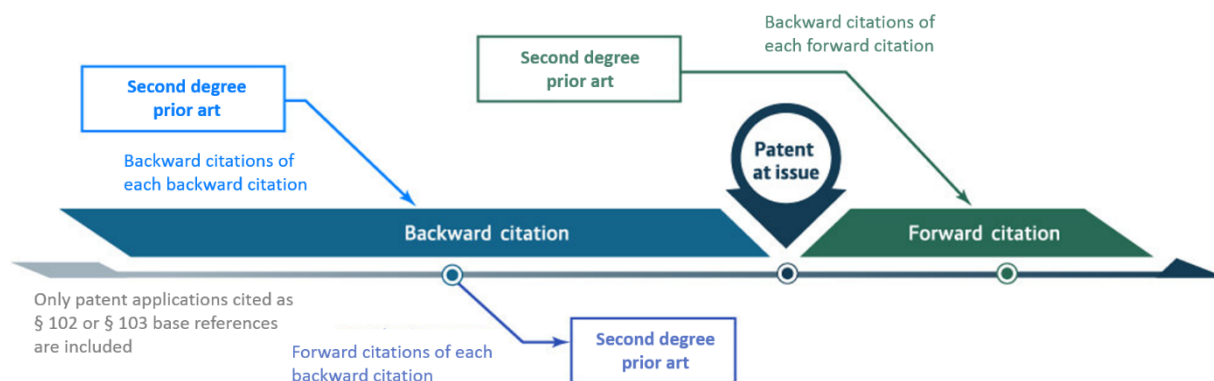 Backward citations of
each forward citation
Second degree
prior art
Second degree
prior art
Backward citations of
each backward citation
Patent
at issue
Backward citation
Forward citation
Only patent applications cited as
§ 102 or § 103 base references
are included
Forward citations of each
backward citation
Second degree
prior art